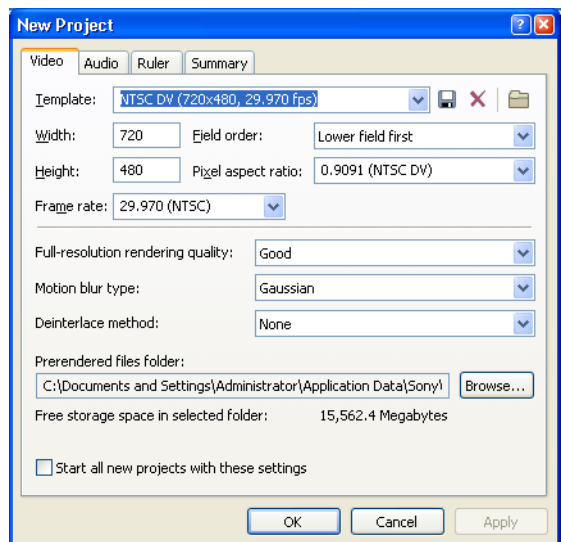 New Project
Video Audio Ruler Summary
Template: NTSC DV (720x480, 29.970 fps)
Width: 720 Field order: Lower field first
Height: 480 Pixel aspect ratio: 0.9091 (NTSC DV)
Frame rate: 29.970 (NTSC)
Full-resolution rendering quality: Good
Motion blur type: Gaussian
Deinterlace method: None
Prerendered files folder:
C:\Documents and Settings\Administrator\Application Data\Sony\ Browse...
Free storage space in selected folder: 15,562.4 Megabytes
Start all new projects with these settings
OK Cancel Apply